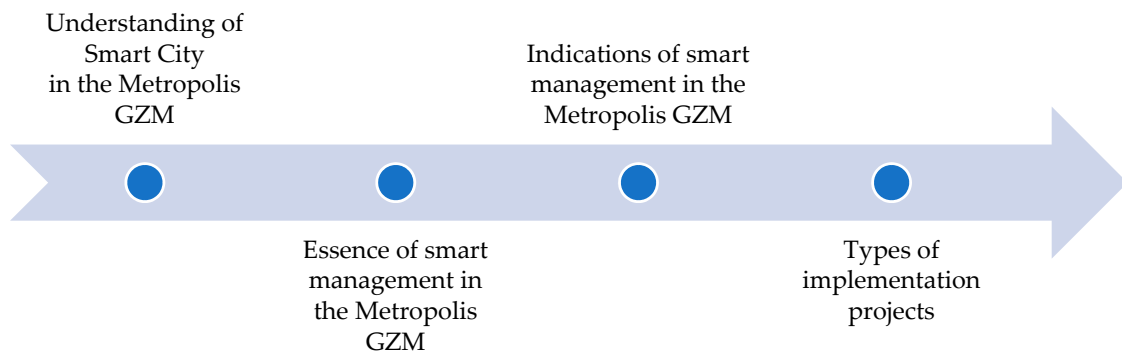 Understanding of
Smart City
in the Metropolis
GZM
Essence of smart
management in
the Metropolis
GZM
Indications of smart
management in the
Metropolis GZM
Types of
implementation
projects